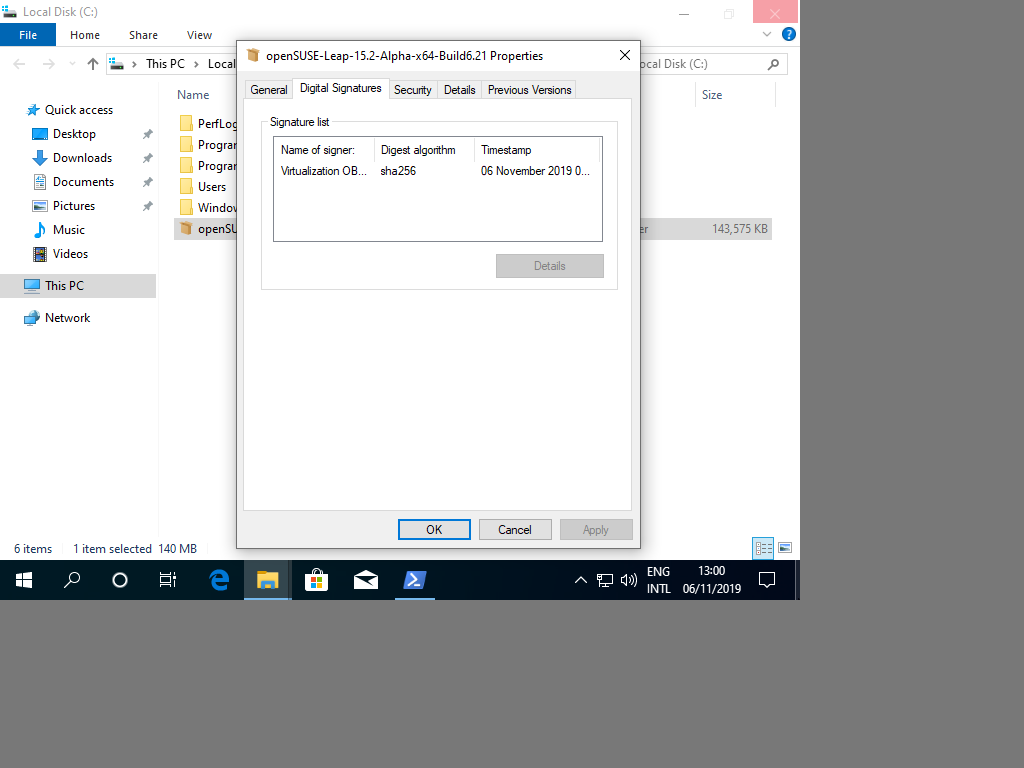 Local Disk (C:)
File Home Share View
This PC Local
ocal Disk (C:)
openSUSE-Leap-15.2-Alpha-x64-Build6.21 Properties
General Digital Signatures Security Details Previous Versions
Signature list
Name of signer: Digest algorithm Timestamp
Virtualization OB... sha256 06 November 2019 0...
Details
OK Cancel Apply
Quick access
Desktop
Downloads
Documents
Pictures
Music
Videos
This PC
Network
Name Size
PerfLog
Progra
Progra
Users
Window
openSU er 143,575 KB
6 items 1 item selected 140 MB
ENG
INTL
13:00
06/11/2019